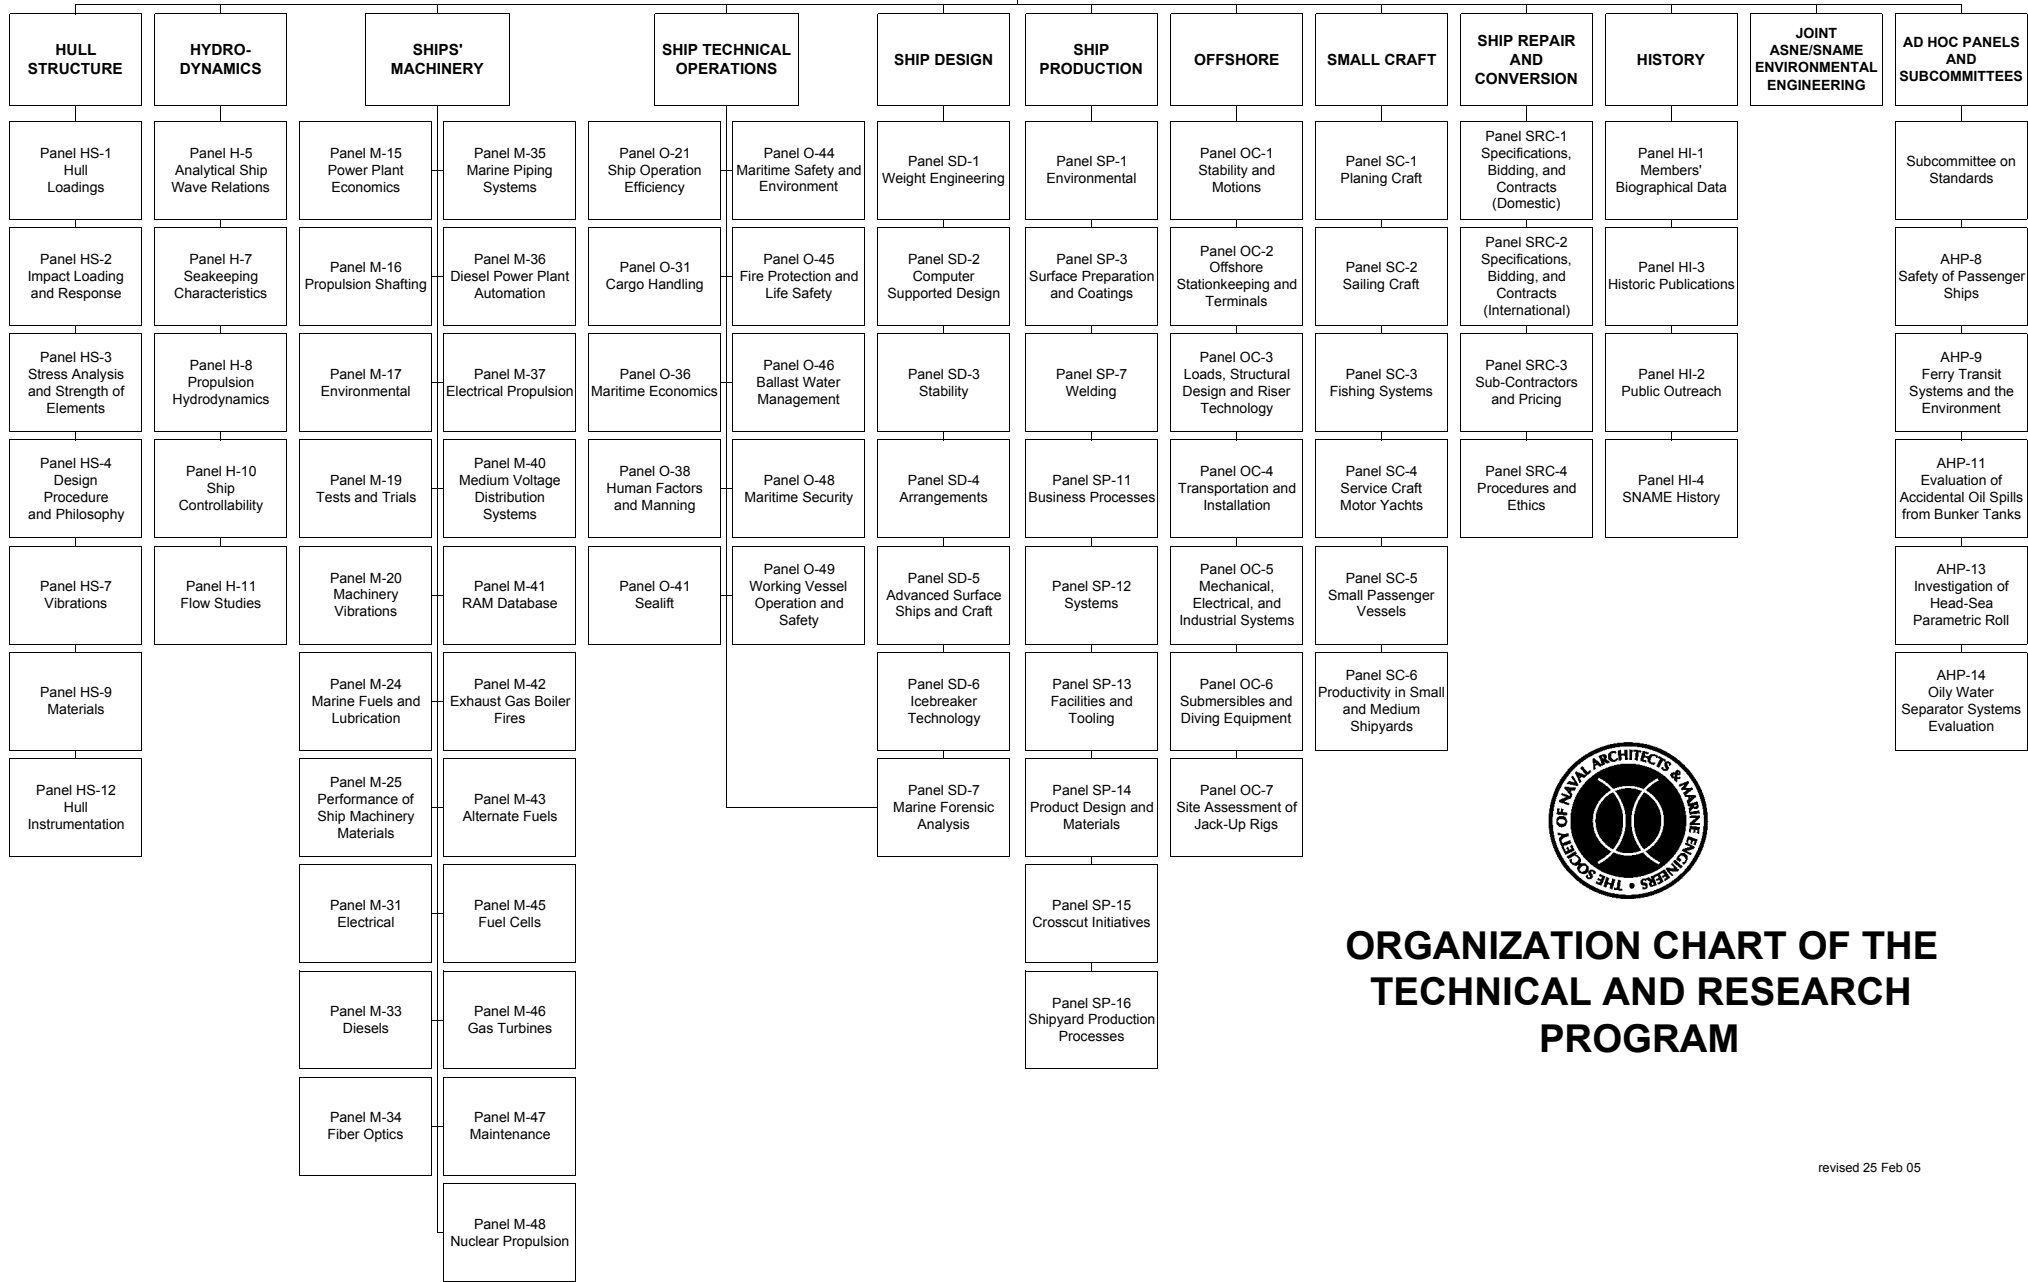 HULL
STRUCTURE
HYDRO-
DYNAMICS
SHIPS'
MACHINERY
SHIP TECHNICAL
OPERATIONS
SHIP DESIGN
SHIP
PRODUCTION
OFFSHORE
SMALL CRAFT
SHIP REPAIR
AND
CONVERSION
HISTORY
JOINT
ASNE/SNAME
ENVIRONMENTAL
ENGINEERING
AD HOC PANELS
AND
SUBCOMMITTEES
Panel HS-1
Hull
Loadings
Panel HS-2
Impact Loading
and Response
Panel HS-3
Stress Analysis
and Strength of
Elements
Panel HS-4
Design
Procedure
and Philosophy
Panel HS-7
Vibrations
Panel HS-9
Materials
Panel HS-12
Hull
Instrumentation
Panel H-5
Analytical Ship
Wave Relations
Panel H-7
Seakeeping
Characteristics
Panel H-8
Propulsion
Hydrodynamics
Panel H-10
Ship
Controllability
Panel H-11
Flow Studies
Panel M-15
Power Plant
Economics
Panel M-16
Propulsion Shafting
Panel M-17
Environmental
Panel M-19
Tests and Trials
Panel M-20
Machinery
Vibrations
Panel M-24
Marine Fuels and
Lubrication
Panel M-25
Performance of
Ship Machinery
Materials
Panel M-31
Electrical
Panel M-33
Diesels
Panel M-34
Fiber Optics
Panel M-35
Marine Piping
Systems
Panel M-36
Diesel Power Plant
Automation
Panel M-37
Electrical Propulsion
Panel M-40
Medium Voltage
Distribution
Systems
Panel M-41
RAM Database
Panel M-42
Exhaust Gas Boiler
Fires
Panel M-43
Alternate Fuels
Panel M-45
Fuel Cells
Panel M-46
Gas Turbines
Panel M-47
Maintenance
Panel M-48
Nuclear Propulsion
Panel O-21
Ship Operation
Efficiency
Panel O-31
Cargo Handling
Panel O-36
Maritime Economics
Panel O-38
Human Factors
and Manning
Panel O-41
Sealift
Panel O-44
Maritime Safety and
Environment
Panel O-45
Fire Protection and
Life Safety
Panel O-46
Ballast Water
Management
Panel O-48
Maritime Security
Panel O-49
Working Vessel
Operation and
Safety
Panel SD-1
Weight Engineering
Panel SD-2
Computer
Supported Design
Panel SD-3
Stability
Panel SD-4
Arrangements
Panel SD-5
Advanced Surface
Ships and Craft
Panel SD-6
Icebreaker
Technology
Panel SD-7
Marine Forensic
Analysis
Panel SP-1
Environmental
Panel SP-3
Surface Preparation
and Coatings
Panel SP-7
Welding
Panel SP-11
Business Processes
Panel SP-12
Systems
Panel SP-13
Facilities and
Tooling
Panel SP-14
Product Design and
Materials
Panel SP-15
Crosscut Initiatives
Panel SP-16
Shipyard Production
Processes
Panel OC-1
Stability and
Motions
Panel OC-2
Offshore
Stationkeeping and
Terminals
Panel OC-3
Loads, Structural
Design and Riser
Technology
Panel OC-4
Transportation and
Installation
Panel OC-5
Mechanical,
Electrical, and
Industrial Systems
Panel OC-6
Submersibles and
Diving Equipment
Panel OC-7
Site Assessment of
Jack-Up Rigs
Panel SC-1
Planing Craft
Panel SC-2
Sailing Craft
Panel SC-3
Fishing Systems
Panel SC-4
Service Craft
Motor Yachts
Panel SC-5
Small Passenger
Vessels
Panel SC-6
Productivity in Small
and Medium
Shipyards
Panel SRC-1
Specifications,
Bidding, and
Contracts
(Domestic)
Panel SRC-2
Specifications,
Bidding, and
Contracts
(International)
Panel SRC-3
Sub-Contractors
and Pricing
Panel SRC-4
Procedures and
Ethics
Panel HI-1
Members'
Biographical Data
Panel HI-3
Historic Publications
Panel HI-2
Public Outreach
Panel HI-4
SNAME History
Subcommittee on
Standards
AHP-8
Safety of Passenger
Ships
AHP-9
Ferry Transit
Systems and the
Environment
AHP-11
Evaluation of
Accidental Oil Spills
from Bunker Tanks
AHP-13
Investigation of
Head-Sea
Parametric Roll
AHP-14
Oily Water
Separator Systems
Evaluation
THE SOCIETY OF NAVAL ARCHITECTS & MARINE ENGINEERS •
ORGANIZATION CHART OF THE
TECHNICAL AND RESEARCH
PROGRAM
revised 25 Feb 05